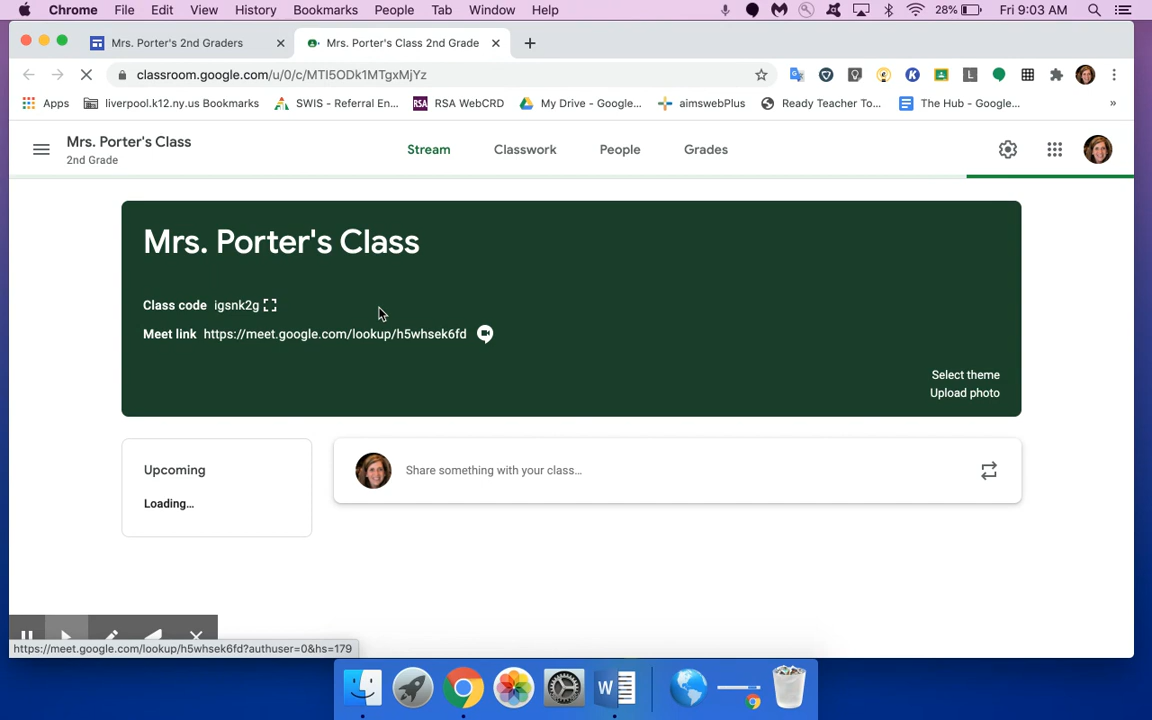 Chrome File Edit View History Bookmarks People Tab Window Help 28% Fri 9:03 AM
Mrs. Porter's 2nd Graders Mrs. Porter's Class 2nd Grade
classroom.google.com/u/0/c/MTI5ODk1MTgxMjYz
Apps liverpool.k12.ny.us Bookmarks SWIS - Referral En... RSA RSA WebCRD My Drive - Google... aimswebPlus Ready Teacher To... The Hub - Google... »
Mrs. Porter's Class
2nd Grade
Stream Classwork People Grades
Mrs. Porter's Class
Class code igsnk2g
Meet link https://meet.google.com/lookup/h5whsek6fd
Select theme
Upload photo
Upcoming
Loading...
Share something with your class...
https://meet.google.com/lookup/h5whsek6fd?authuser=0&hs=179
W